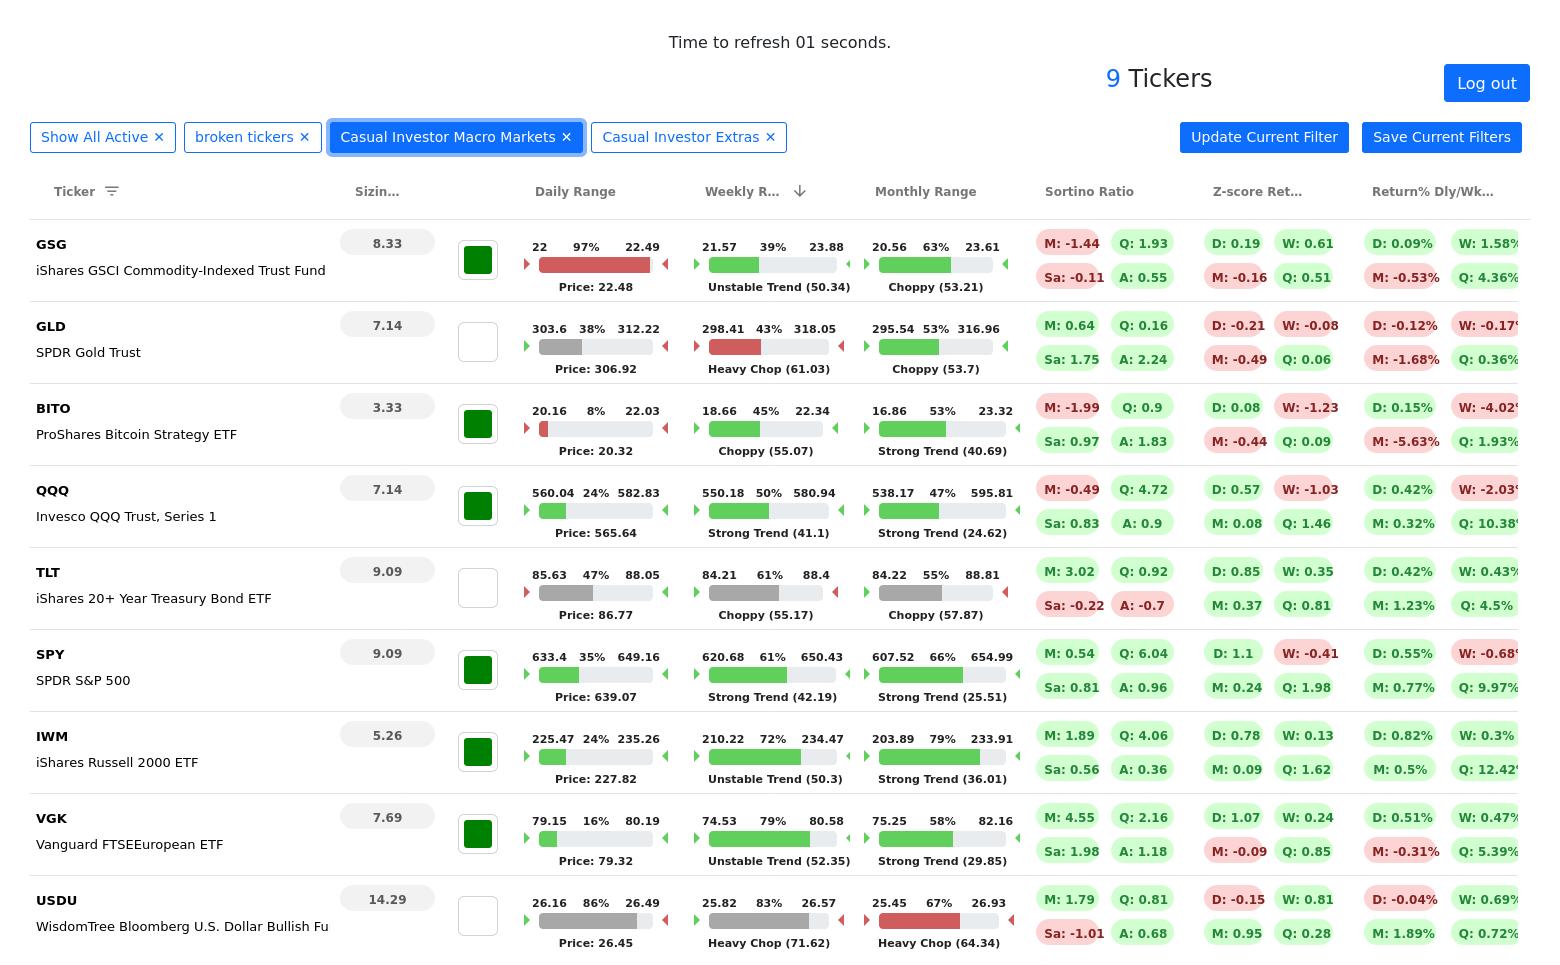 Time to refresh 01 seconds.
9 Tickers
Log out
Show All Active ✕ broken tickers ✕ Casual Investor Macro Markets ✕ Casual Investor Extras ✕ Update Current Filter Save Current Filters
Ticker Sizin… Daily Range Weekly R… Monthly Range Sortino Ratio Z-score Ret… Return% Dly/Wk…
GSG 8.33 22 97% 22.49 21.57 39% 23.88 20.56 63% 23.61 M: -1.44 Q: 1.93 D: 0.19 W: 0.61 D: 0.09% W: 1.58%
iShares GSCI Commodity-Indexed Trust Fund Price: 22.48 Unstable Trend (50.34) Choppy (53.21) Sa: -0.11 A: 0.55 M: -0.16 Q: 0.51 M: -0.53% Q: 4.36%
GLD 7.14 303.6 38% 312.22 298.41 43% 318.05 295.54 53% 316.96 M: 0.64 Q: 0.16 D: -0.21 W: -0.08 D: -0.12% W: -0.17%
SPDR Gold Trust Price: 306.92 Heavy Chop (61.03) Choppy (53.7) Sa: 1.75 A: 2.24 M: -0.49 Q: 0.06 M: -1.68% Q: 0.36%
BITO 3.33 20.16 8% 22.03 18.66 45% 22.34 16.86 53% 23.32 M: -1.99 Q: 0.9 D: 0.08 W: -1.23 D: 0.15% W: -4.02%
ProShares Bitcoin Strategy ETF Price: 20.32 Choppy (55.07) Strong Trend (40.69) Sa: 0.97 A: 1.83 M: -0.44 Q: 0.09 M: -5.63% Q: 1.93%
QQQ 7.14 560.04 24% 582.83 550.18 50% 580.94 538.17 47% 595.81 M: -0.49 Q: 4.72 D: 0.57 W: -1.03 D: 0.42% W: -2.03%
Invesco QQQ Trust, Series 1 Price: 565.64 Strong Trend (41.1) Strong Trend (24.62) Sa: 0.83 A: 0.9 M: 0.08 Q: 1.46 M: 0.32% Q: 10.38%
TLT 9.09 85.63 47% 88.05 84.21 61% 88.4 84.22 55% 88.81 M: 3.02 Q: 0.92 D: 0.85 W: 0.35 D: 0.42% W: 0.43%
iShares 20+ Year Treasury Bond ETF Price: 86.77 Choppy (55.17) Choppy (57.87) Sa: -0.22 A: -0.7 M: 0.37 Q: 0.81 M: 1.23% Q: 4.5%
SPY 9.09 633.4 35% 649.16 620.68 61% 650.43 607.52 66% 654.99 M: 0.54 Q: 6.04 D: 1.1 W: -0.41 D: 0.55% W: -0.68%
SPDR S&P 500 Price: 639.07 Strong Trend (42.19) Strong Trend (25.51) Sa: 0.81 A: 0.96 M: 0.24 Q: 1.98 M: 0.77% Q: 9.97%
IWM 5.26 225.47 24% 235.26 210.22 72% 234.47 203.89 79% 233.91 M: 1.89 Q: 4.06 D: 0.78 W: 0.13 D: 0.82% W: 0.3%
iShares Russell 2000 ETF Price: 227.82 Unstable Trend (50.3) Strong Trend (36.01) Sa: 0.56 A: 0.36 M: 0.09 Q: 1.62 M: 0.5% Q: 12.42%
VGK 7.69 79.15 16% 80.19 74.53 79% 80.58 75.25 58% 82.16 M: 4.55 Q: 2.16 D: 1.07 W: 0.24 D: 0.51% W: 0.47%
Vanguard FTSEEuropean ETF Price: 79.32 Unstable Trend (52.35) Strong Trend (29.85) Sa: 1.98 A: 1.18 M: -0.09 Q: 0.85 M: -0.31% Q: 5.39%
USDU 14.29 26.16 86% 26.49 25.82 83% 26.57 25.45 67% 26.93 M: 1.79 Q: 0.81 D: -0.15 W: 0.81 D: -0.04% W: 0.69%
WisdomTree Bloomberg U.S. Dollar Bullish Fu Price: 26.45 Heavy Chop (71.62) Heavy Chop (64.34) Sa: -1.01 A: 0.68 M: 0.95 Q: 0.28 M: 1.89% Q: 0.72%